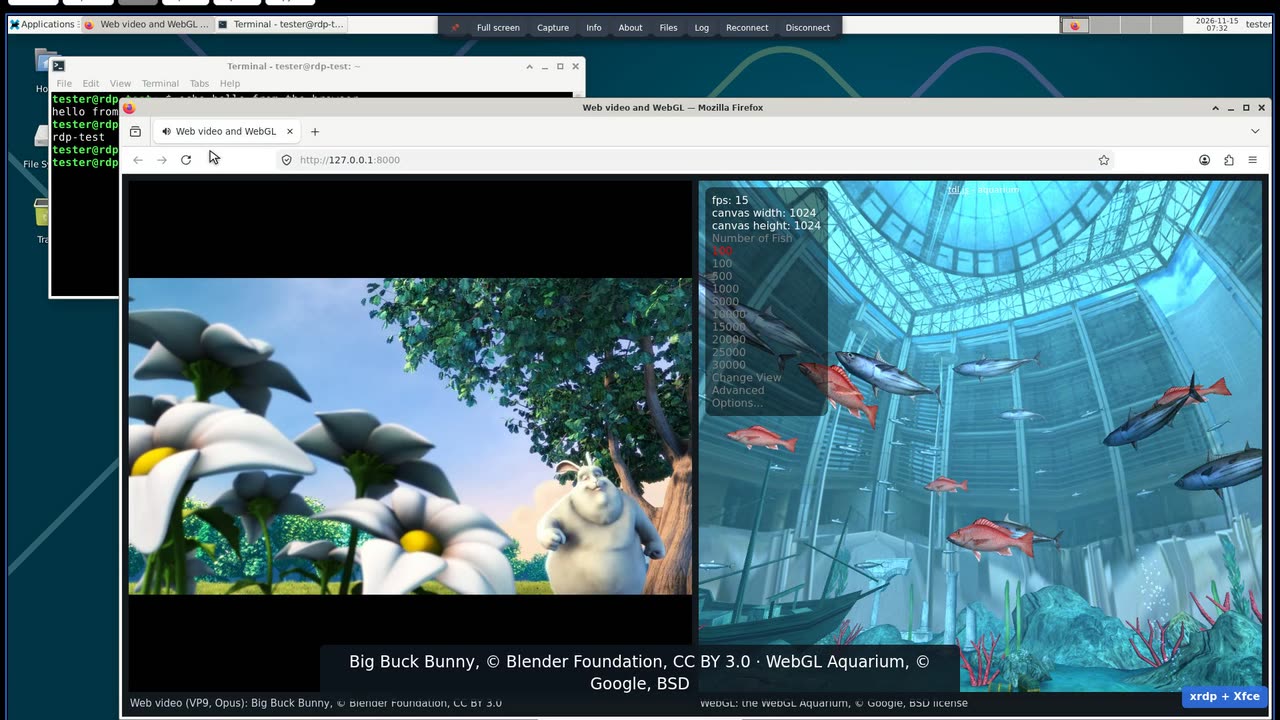 Applications
Web video and WebGL ...
Terminal - tester@rdp-t...
Full screen
Capture
Info
About
Files
Log
Reconnect
Disconnect
2026-11-15
07:32
tester
Terminal - tester@rdp-test: ~
File Edit View Terminal Tabs Help
tester@rdp
hello from
tester@rdp
rdp-test
tester@rdp
tester@rdp
File Sy
Web video and WebGL — Mozilla Firefox
Web video and WebGL
http://127.0.0.1:8000
tdl.js - aquarium
fps: 15
canvas width: 1024
canvas height: 1024
Number of Fish
100
500
1000
5000
10000
15000
20000
25000
30000
Change View
Advanced
Options...
Big Buck Bunny, © Blender Foundation, CC BY 3.0 · WebGL Aquarium, ©
Google, BSD
Web video (VP9, Opus): Big Buck Bunny, © Blender Foundation, CC BY 3.0
WebGL: the WebGL Aquarium, © Google, BSD license
xrdp + Xfce